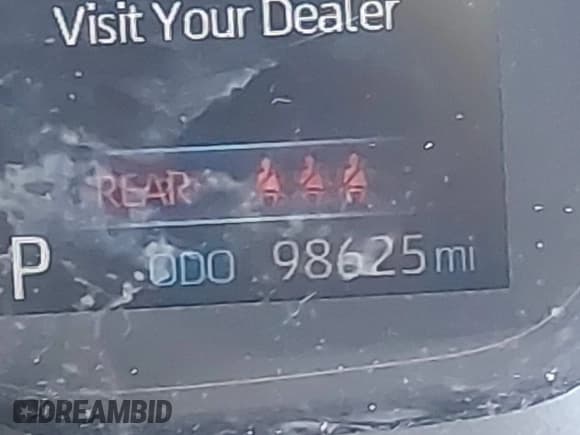 Visit Your Dealer
REAR
P ODO 98625 mi
DREAMBID